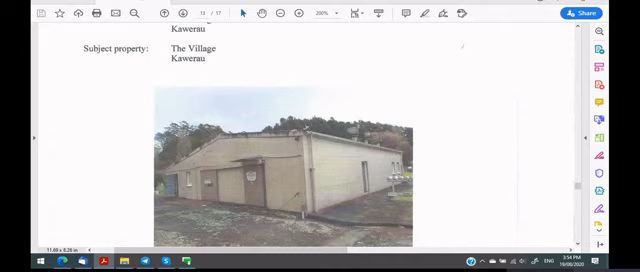 13 / 17
200%
Share
Kawerau
Subject property: The Village
Kawerau
11.69 x 8.26 in
ENG
3:54 PM
19/08/2020